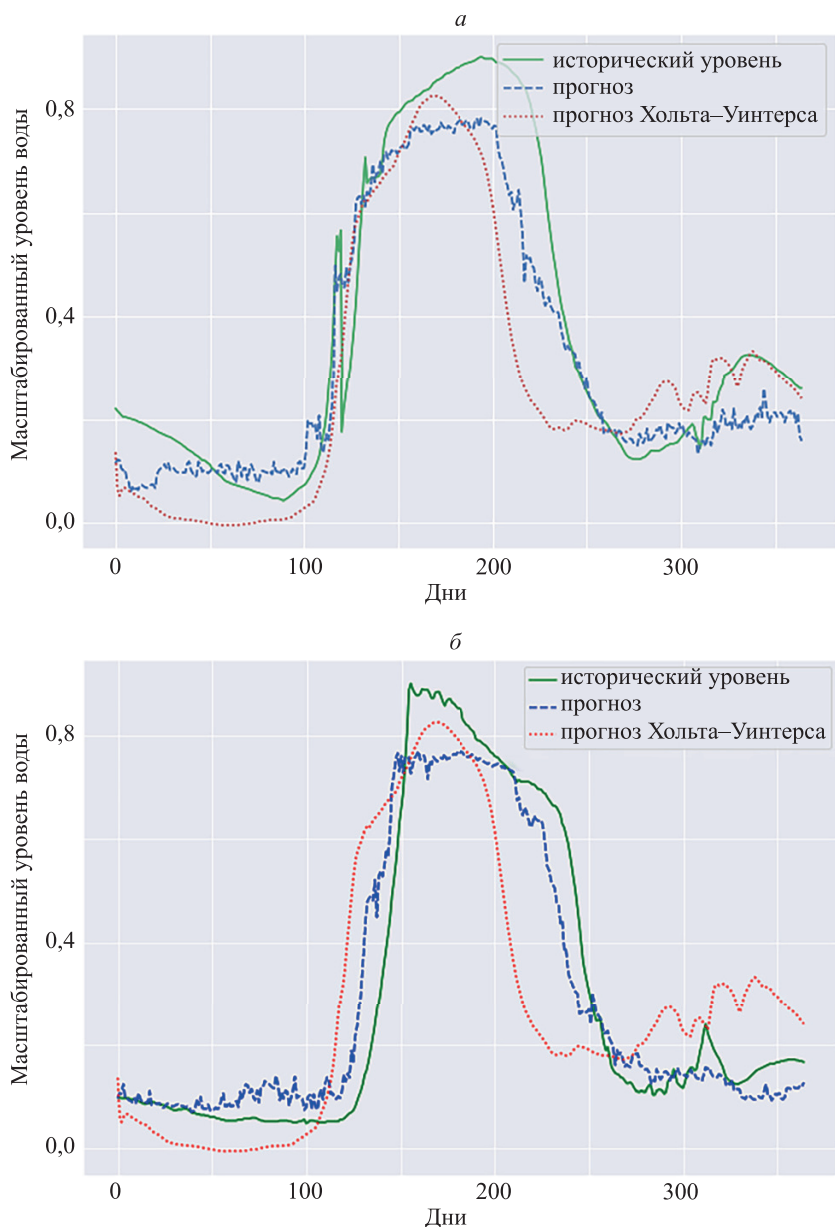 а
исторический уровень
прогноз
прогноз Хольта–Уинтерса
Масштабированный уровень воды
0,8
0,4
0,0
0 100 200 300
Дни
б
исторический уровень
прогноз
прогноз Хольта–Уинтерса
Масштабированный уровень воды
0,8
0,4
0,0
0 100 200 300
Дни